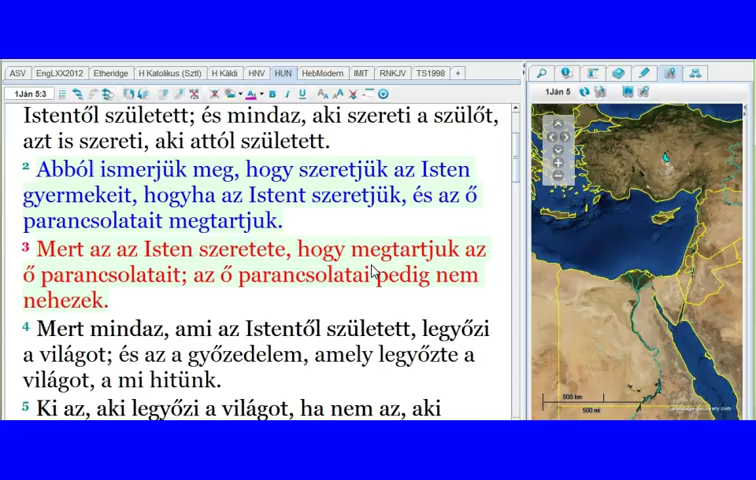 ASV EngLXX2012 Etheridge H Katolikus (Sztl) H Káldi HNV HUN HebModern IMIT RNKJV TS1998 +
1Ján 5:3
B I U
1Ján 5
Istentől született; és mindaz, aki szereti a szülőt,
azt is szereti, aki attól született.
2 Abból ismerjük meg, hogy szeretjük az Isten
gyermekeit, hogyha az Istent szeretjük, és az ő
parancsolatait megtartjuk.
3 Mert az az Isten szeretete, hogy megtartjuk az
ő parancsolatait; az ő parancsolatai pedig nem
nehezek.
4 Mert mindaz, ami az Istentől született, legyőzi
a világot; és az a győzedelem, amely legyőzte a
világot, a mi hitünk.
5 Ki az, aki legyőzi a világot, ha nem az, aki
500 km
500 mi